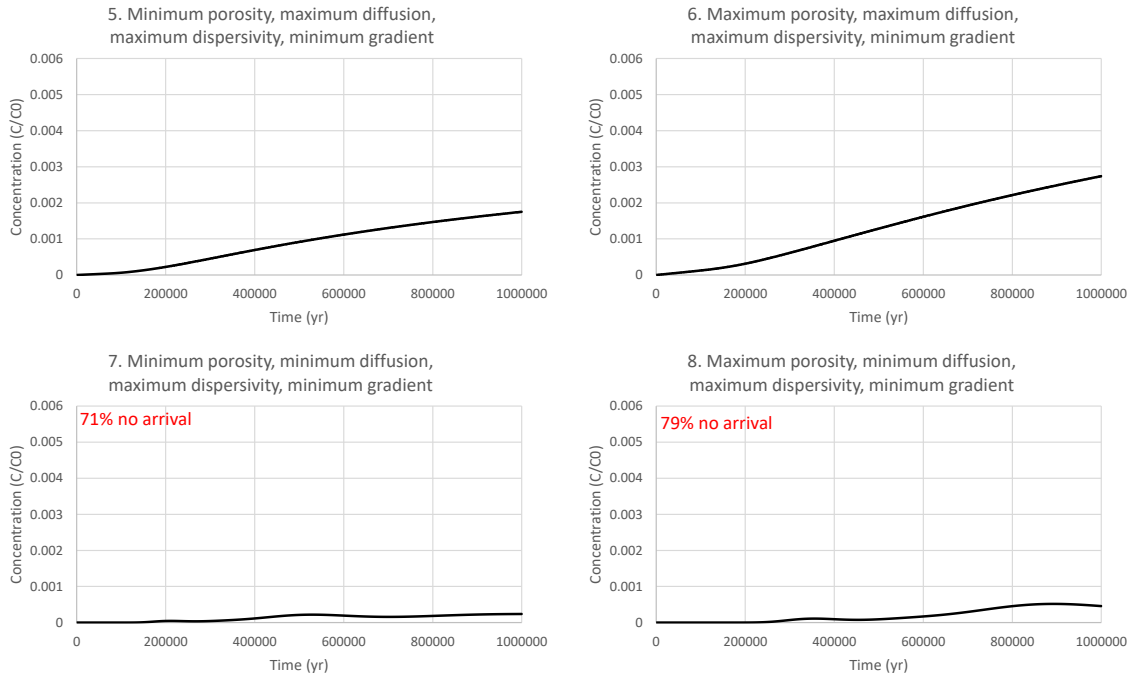 5. Minimum porosity, maximum diffusion,
maximum dispersivity, minimum gradient
0.006
0.005
0.004
0.003
0.002
0.001
0
Concentration (C/C0)
0 200000 400000 600000 800000 1000000
Time (yr)
6. Maximum porosity, maximum diffusion,
maximum dispersivity, minimum gradient
0.006
0.005
0.004
0.003
0.002
0.001
0
Concentration (C/C0)
0 200000 400000 600000 800000 1000000
Time (yr)
7. Minimum porosity, minimum diffusion,
maximum dispersivity, minimum gradient
71% no arrival
0.006
0.005
0.004
0.003
0.002
0.001
0
Concentration (C/C0)
0 200000 400000 600000 800000 1000000
Time (yr)
8. Maximum porosity, minimum diffusion,
maximum dispersivity, minimum gradient
79% no arrival
0.006
0.005
0.004
0.003
0.002
0.001
0
Concentration (C/C0)
0 200000 400000 600000 800000 1000000
Time (yr)